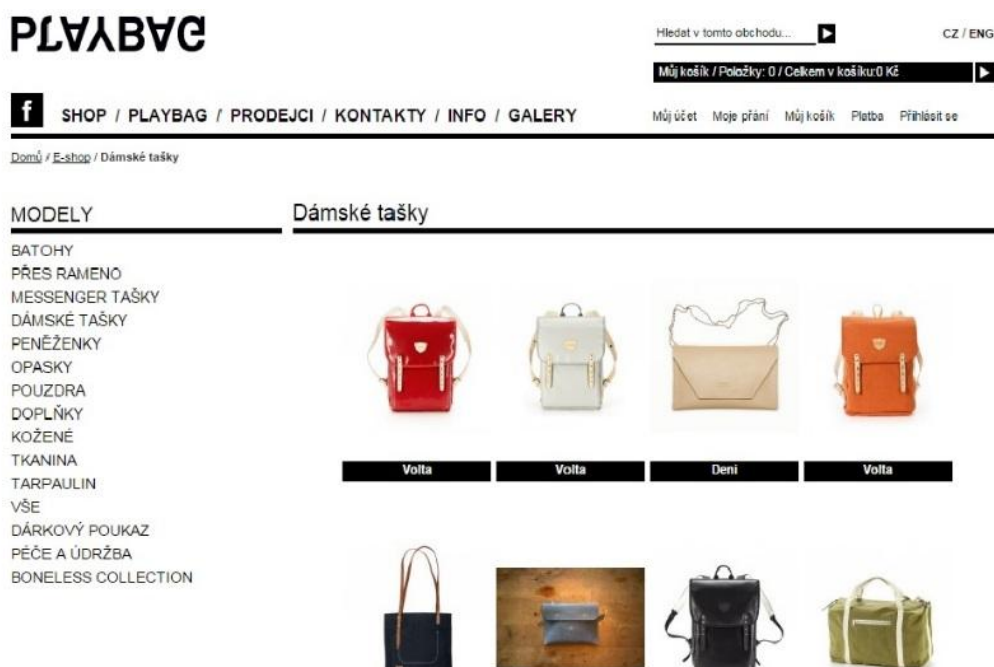 PLAYBAG
Hledat v tomto obchodu...
CZ / ENG
Můj košík / Položky: 0 / Celkem v košíku:0 Kč
f
SHOP / PLAYBAG / PRODEJCI / KONTAKTY / INFO / GALERY
Můj účet Moje přání Můj košík Platba Přihlásit se
Domů / E-shop / Dámské tašky
MODELY
Dámské tašky
BATOHY
PŘES RAMENO
MESSENGER TAŠKY
DÁMSKÉ TAŠKY
PENĚŽENKY
OPASKY
POUZDRA
DOPLŇKY
KOŽENÉ
TKANINA
TARPAULIN
VŠE
DÁRKOVÝ POUKAZ
PÉČE A ÚDRŽBA
BONELESS COLLECTION
Volta
Volta
Deni
Volta